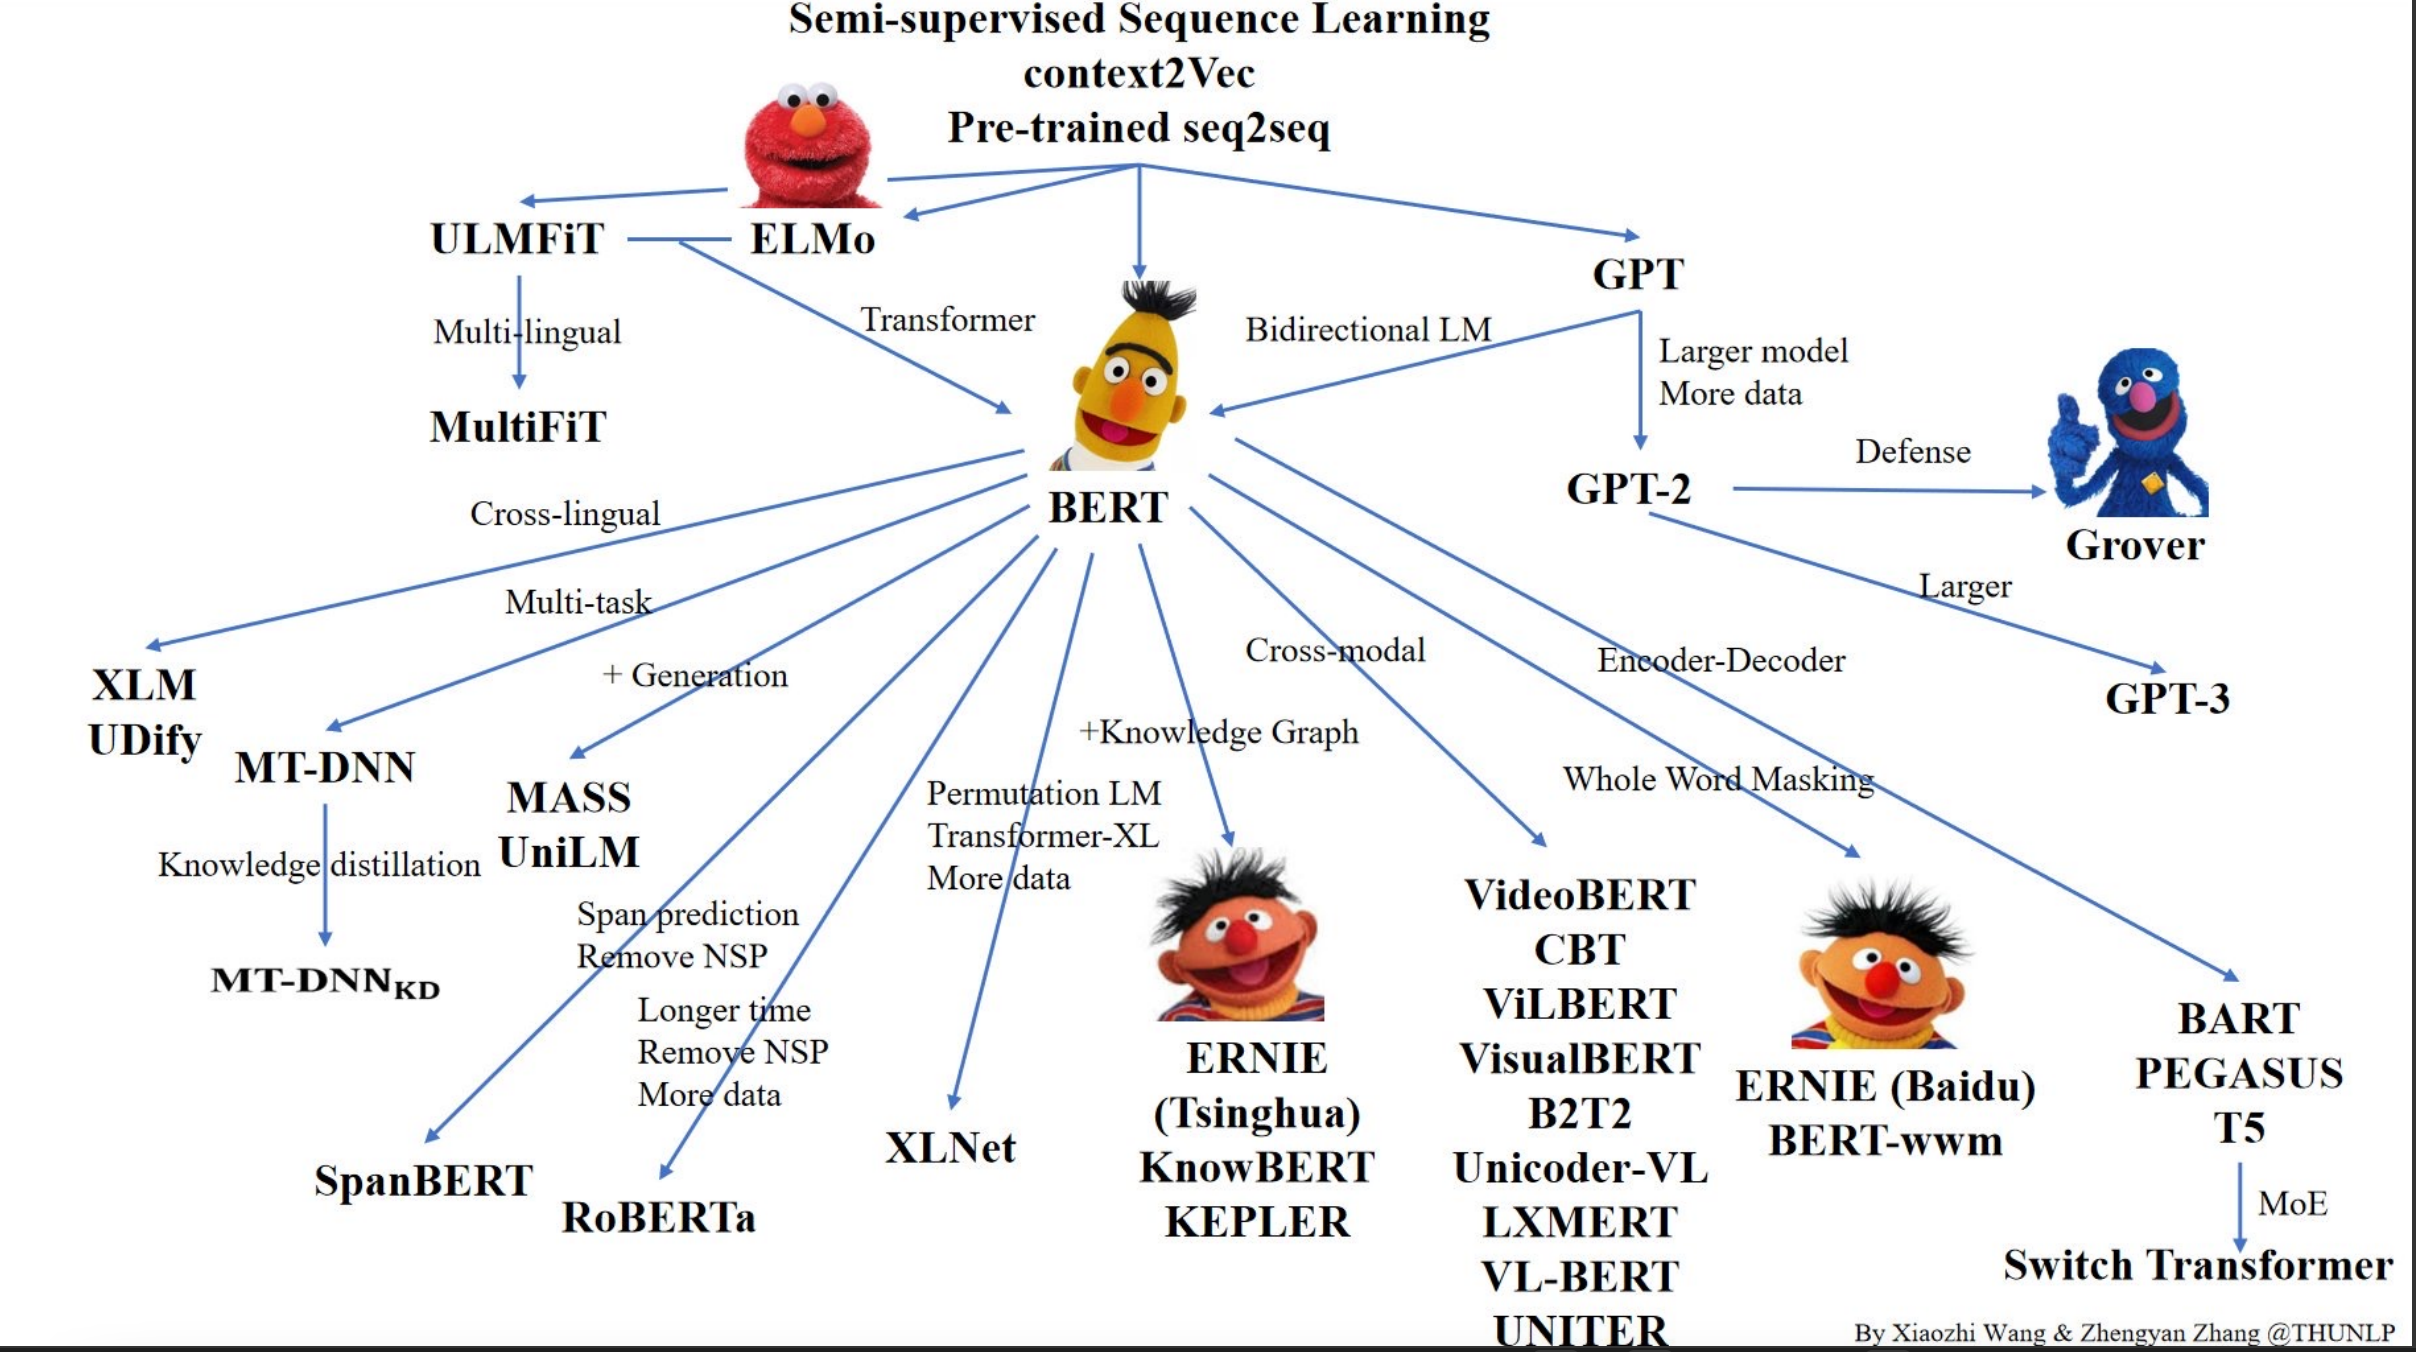 Semi-supervised Sequence Learning
context2Vec
Pre-trained seq2seq
ULMFiT
ELMo
GPT
Multi-lingual
Transformer
Bidirectional LM
Larger model
More data
MultiFiT
BERT
GPT-2
Defense
Grover
Larger
GPT-3
Cross-lingual
Multi-task
+ Generation
Cross-modal
Encoder-Decoder
+Knowledge Graph
Whole Word Masking
XLM
UDify
MT-DNN
Knowledge distillation
MT-DNNKD
MASS
UniLM
Span prediction
Remove NSP
Longer time
Remove NSP
More data
Permutation LM
Transformer-XL
More data
SpanBERT
RoBERTa
XLNet
ERNIE
(Tsinghua)
KnowBERT
KEPLER
VideoBERT
CBT
ViLBERT
VisualBERT
B2T2
Unicoder-VL
LXMERT
VL-BERT
UNITER
ERNIE (Baidu)
BERT-wwm
BART
PEGASUS
T5
MoE
Switch Transformer
By Xiaozhi Wang & Zhengyan Zhang @THUNLP